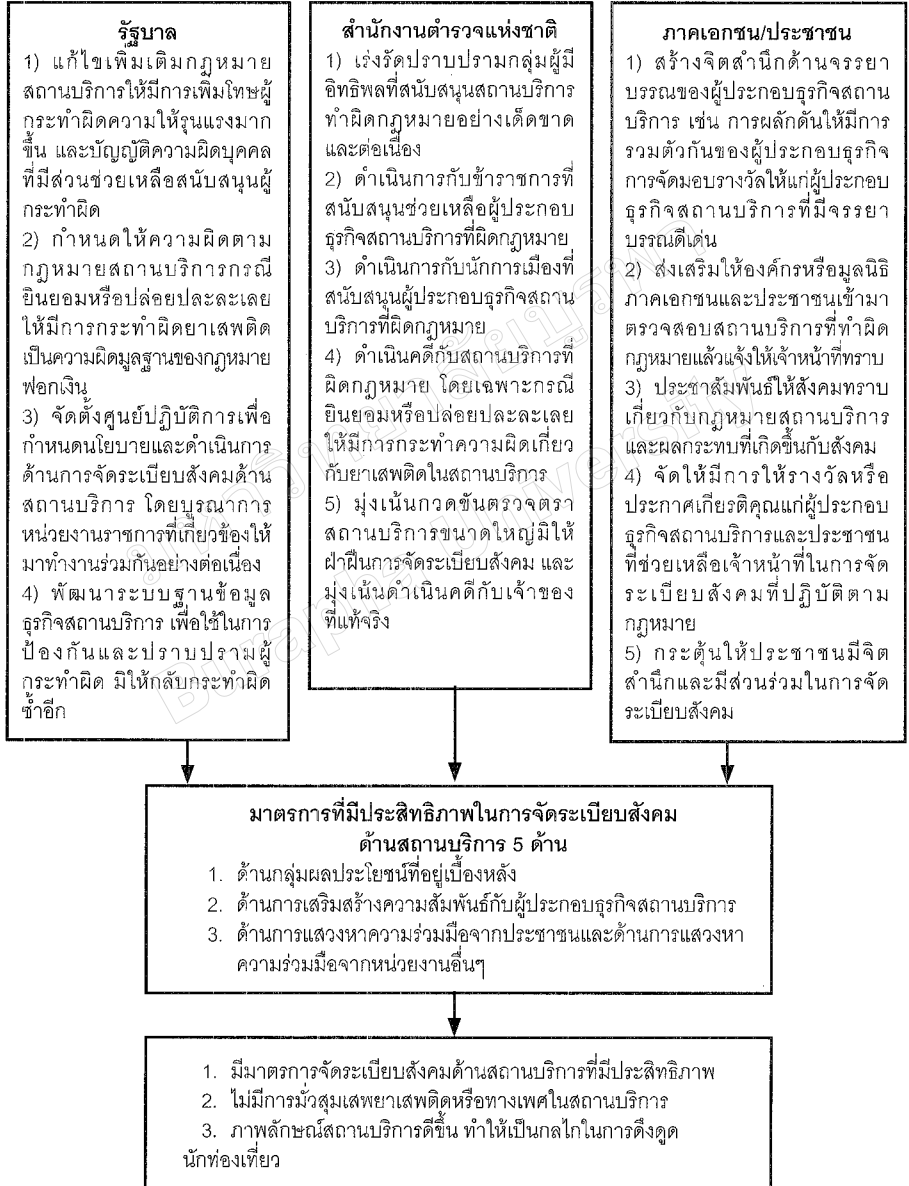 รัฐบาล
1) แก้ไขเพิ่มเติมกฎหมาย
สถานบริการให้มีการเพิ่มโทษผู้
กระทำผิดความให้รุนแรงมาก
ขึ้น และบัญญัติความผิดบุคคล
ที่มีส่วนช่วยเหลือสนับสนุนผู้
กระทำผิด
2) กำหนดให้ความผิดตาม
กฎหมายสถานบริการกรณี
ยินยอมหรือปล่อยปละละเลย
ให้มีการกระทำผิดยาเสพติด
เป็นความผิดมูลฐานของกฎหมาย
ฟอกเงิน
3) จัดตั้งศูนย์ปฏิบัติการเพื่อ
กำหนดนโยบายและดำเนินการ
ด้านการจัดระเบียบสังคมด้าน
สถานบริการ โดยบูรณาการ
หน่วยงานราชการที่เกี่ยวข้องให้
มาทำงานร่วมกันอย่างต่อเนื่อง
4) พัฒนาระบบฐานข้อมูล
ธุรกิจสถานบริการ เพื่อใช้ในการ
ป้องกันและปราบปรามผู้
กระทำผิด มิให้กลับกระทำผิด
ซ้ำอีก
สำนักงานตำรวจแห่งชาติ
1) เร่งรัดปราบปรามกลุ่มผู้มี
อิทธิพลที่สนับสนุนสถานบริการ
ทำผิดกฎหมายอย่างเด็ดขาด
และต่อเนื่อง
2) ดำเนินการกับข้าราชการที่
สนับสนุนช่วยเหลือผู้ประกอบ
ธุรกิจสถานบริการที่ผิดกฎหมาย
3) ดำเนินการกับนักการเมืองที่
สนับสนุนผู้ประกอบธุรกิจสถาน
บริการที่ผิดกฎหมาย
4) ดำเนินคดีกับสถานบริการที่
ผิดกฎหมาย โดยเฉพาะกรณี
ยินยอมหรือปล่อยปละละเลย
ให้มีการกระทำความผิดเกี่ยว
กับยาเสพติดในสถานบริการ
5) มุ่งเน้นกวดขันตรวจตรา
สถานบริการขนาดใหญ่มิให้
ฝ่าฝืนการจัดระเบียบสังคม และ
มุ่งเน้นดำเนินคดีกับเจ้าของ
ที่แท้จริง
ภาคเอกชน/ประชาชน
1) สร้างจิตสำนึกด้านจรรยา
บรรณของผู้ประกอบธุรกิจสถาน
บริการ เช่น การผลักดันให้มีการ
รวมตัวกันของผู้ประกอบธุรกิจ
การจัดมอบรางวัลให้แก่ผู้ประกอบ
ธุรกิจสถานบริการที่มีจรรยา
บรรณดีเด่น
2) ส่งเสริมให้องค์กรหรือมูลนิธิ
ภาคเอกชนและประชาชนเข้ามา
ตรวจสอบสถานบริการที่ทำผิด
กฎหมายแล้วแจ้งให้เจ้าหน้าที่ทราบ
3) ประชาสัมพันธ์ให้สังคมทราบ
เกี่ยวกับกฎหมายสถานบริการ
และผลกระทบที่เกิดขึ้นกับสังคม
4) จัดให้มีการให้รางวัลหรือ
ประกาศเกียรติคุณแก่ผู้ประกอบ
ธุรกิจสถานบริการและประชาชน
ที่ช่วยเหลือเจ้าหน้าที่ในการจัด
ระเบียบสังคมที่ปฏิบัติตาม
กฎหมาย
5) กระตุ้นให้ประชาชนมีจิต
สำนึกและมีส่วนร่วมในการจัด
ระเบียบสังคม
มหาวิทยาลัยบูรพา
Burapha University
มาตรการที่มีประสิทธิภาพในการจัดระเบียบสังคม
ด้านสถานบริการ 5 ด้าน
1. ด้านกลุ่มผลประโยชน์ที่อยู่เบื้องหลัง
2. ด้านการเสริมสร้างความสัมพันธ์กับผู้ประกอบธุรกิจสถานบริการ
3. ด้านการแสวงหาความร่วมมือจากประชาชนและด้านการแสวงหา
ความร่วมมือจากหน่วยงานอื่นๆ
1. มีมาตรการจัดระเบียบสังคมด้านสถานบริการที่มีประสิทธิภาพ
2. ไม่มีการมั่วสุมเสพยาเสพติดหรือทางเพศในสถานบริการ
3. ภาพลักษณ์สถานบริการดีขึ้น ทำให้เป็นกลไกในการดึงดูด
นักท่องเที่ยว